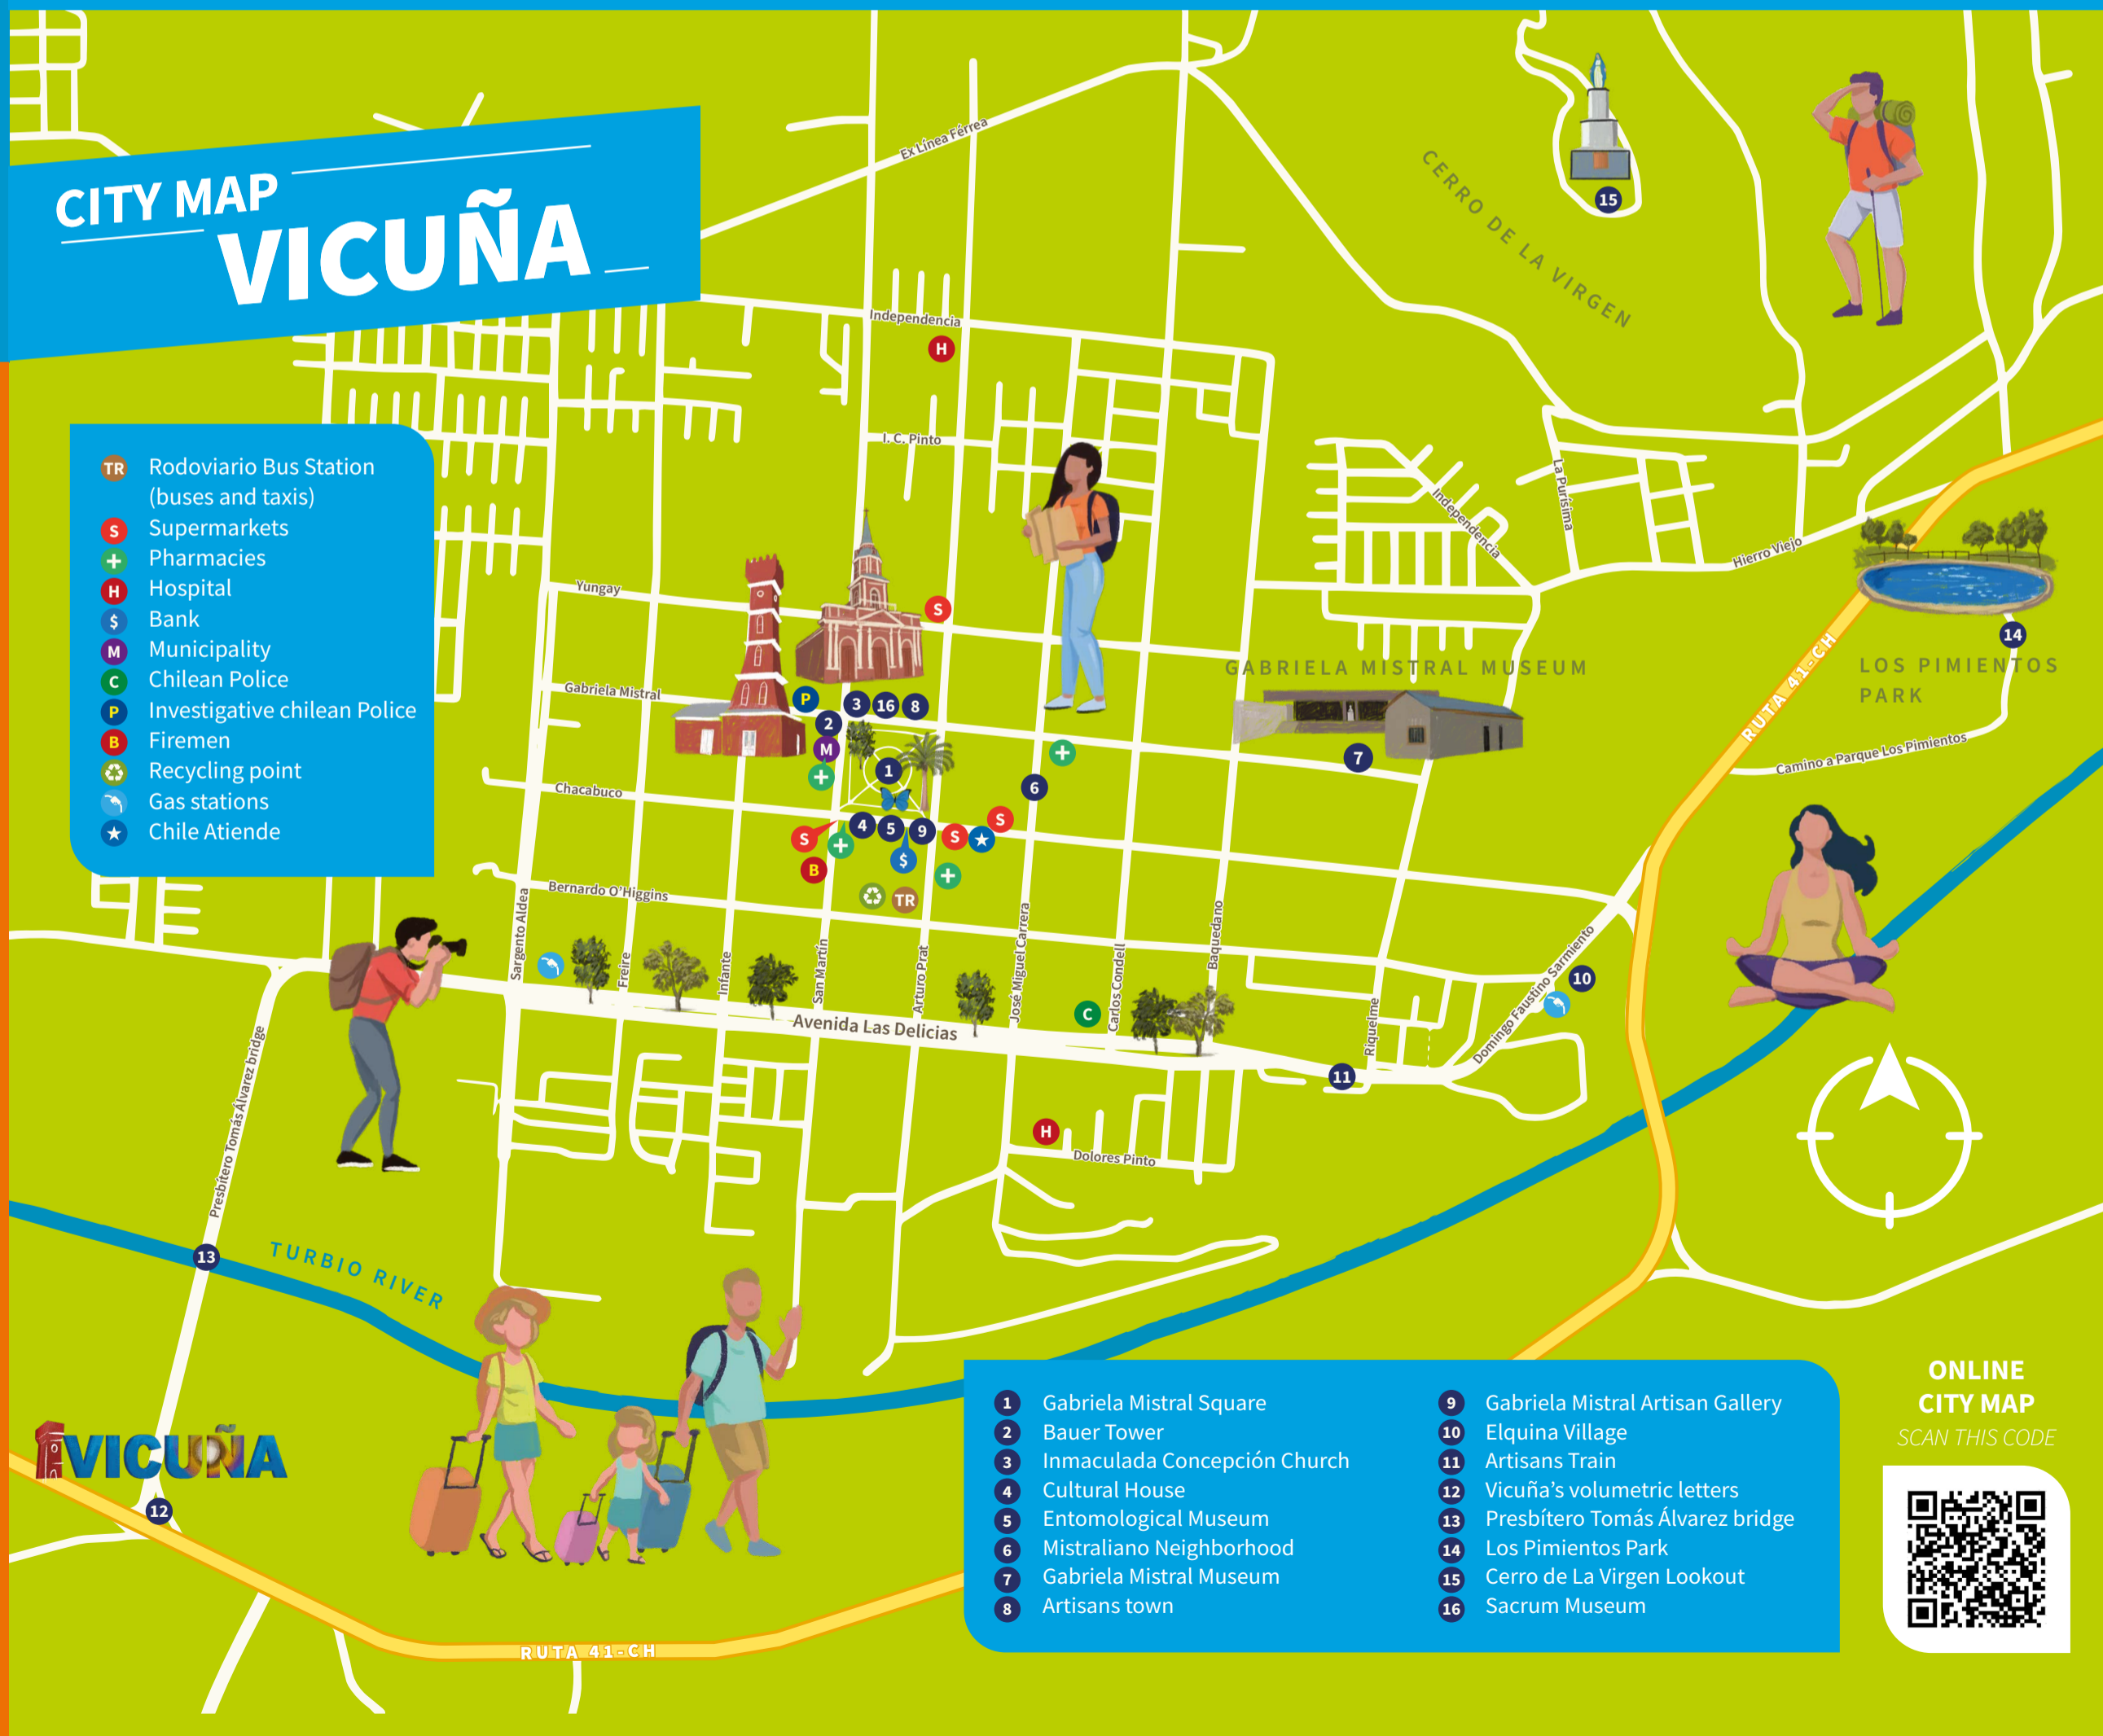 CITY MAP
VICUÑA
TR Rodoviario Bus Station
(buses and taxis)
S Supermarkets
+ Pharmacies
H Hospital
$ Bank
M Municipality
C Chilean Police
P Investigative chilean Police
B Firemen
Recycling point
Gas stations
★ Chile Atiende
Ex Línea Férrea
CERRO DE LA VIRGEN
15
Independencia
H
I. C. Pinto
La Purísima
Independencia
Hierro Viejo
Yungay
S
14
LOS PIMIENTOS
PARK
GABRIELA MISTRAL MUSEUM
RUTA 41-CH
Gabriela Mistral
P
3 16 8
2
M
+
1
+
7
6
Camino a Parque Los Pimientos
Chacabuco
S
+
4 5 9
S
★
S
B
$
+
TR
Bernardo O'Higgins
Sargento Aldea
Freire
Infante
San Martín
Arturo Prat
José Miguel Carrera
Carlos Condell
Baquedano
Riquelme
Domingo Faustino Sarmiento
10
C
Avenida Las Delicias
11
H
Dolores Pinto
Presbítero Tomás Álvarez bridge
13
TURBIO RIVER
VICUÑA
12
RUTA 41-CH
1 Gabriela Mistral Square
2 Bauer Tower
3 Inmaculada Concepción Church
4 Cultural House
5 Entomological Museum
6 Mistraliano Neighborhood
7 Gabriela Mistral Museum
8 Artisans town
9 Gabriela Mistral Artisan Gallery
10 Elquina Village
11 Artisans Train
12 Vicuña's volumetric letters
13 Presbítero Tomás Álvarez bridge
14 Los Pimientos Park
15 Cerro de La Virgen Lookout
16 Sacrum Museum
ONLINE
CITY MAP
SCAN THIS CODE